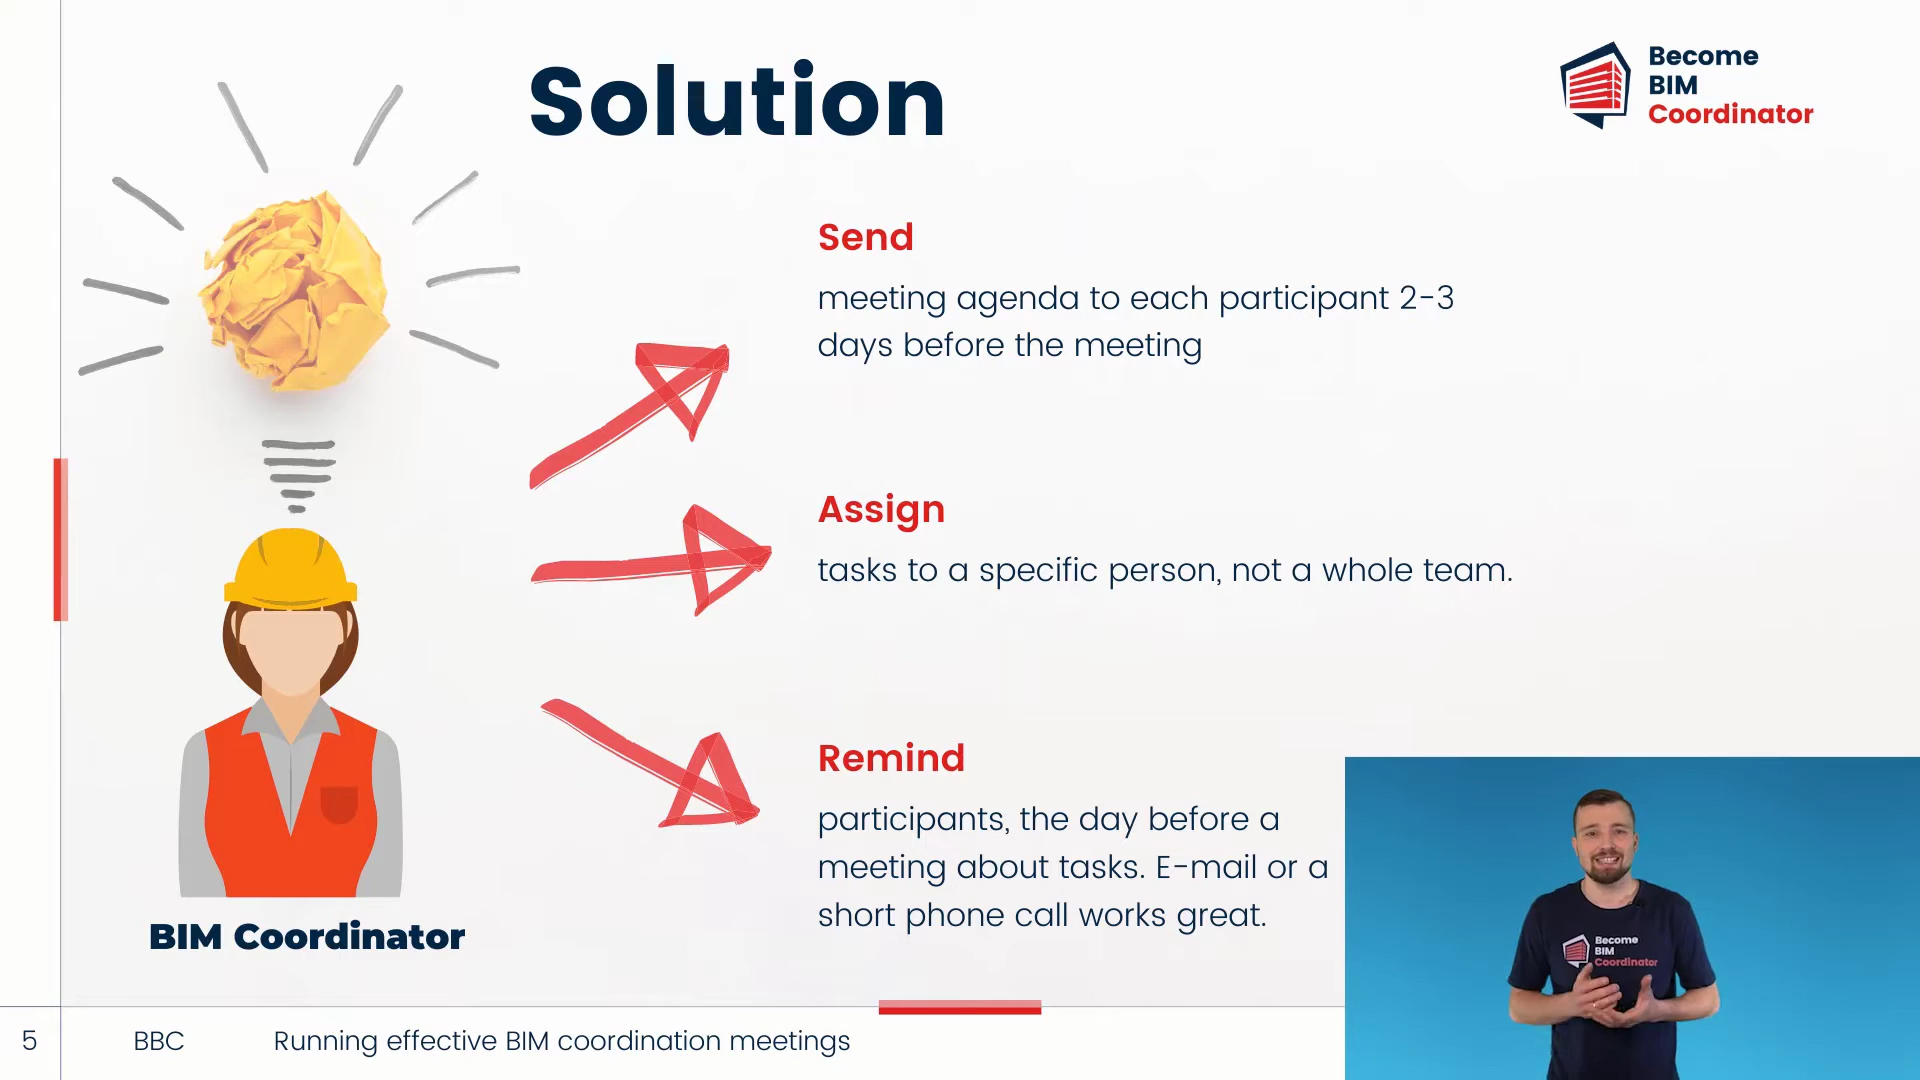 Solution
Become
BIM
Coordinator
Send
meeting agenda to each participant 2-3
days before the meeting
Assign
tasks to a specific person, not a whole team.
Remind
participants, the day before a
meeting about tasks. E-mail or a
short phone call works great.
BIM Coordinator
Become
BIM
Coordinator
5
BBC
Running effective BIM coordination meetings